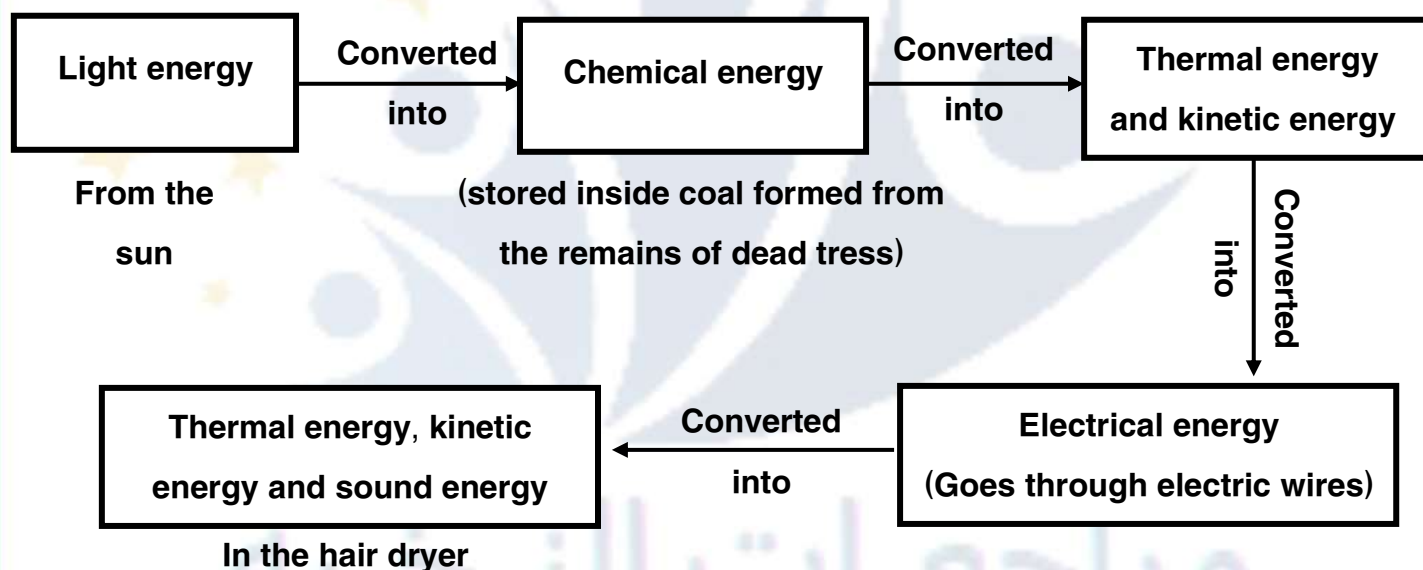 Light energy
Converted
into
Chemical energy
Converted
into
Thermal energy
and kinetic energy
From the
sun
(stored inside coal formed from
the remains of dead tress)
Converted
into
Electrical energy
(Goes through electric wires)
Converted
into
Thermal energy, kinetic
energy and sound energy
In the hair dryer